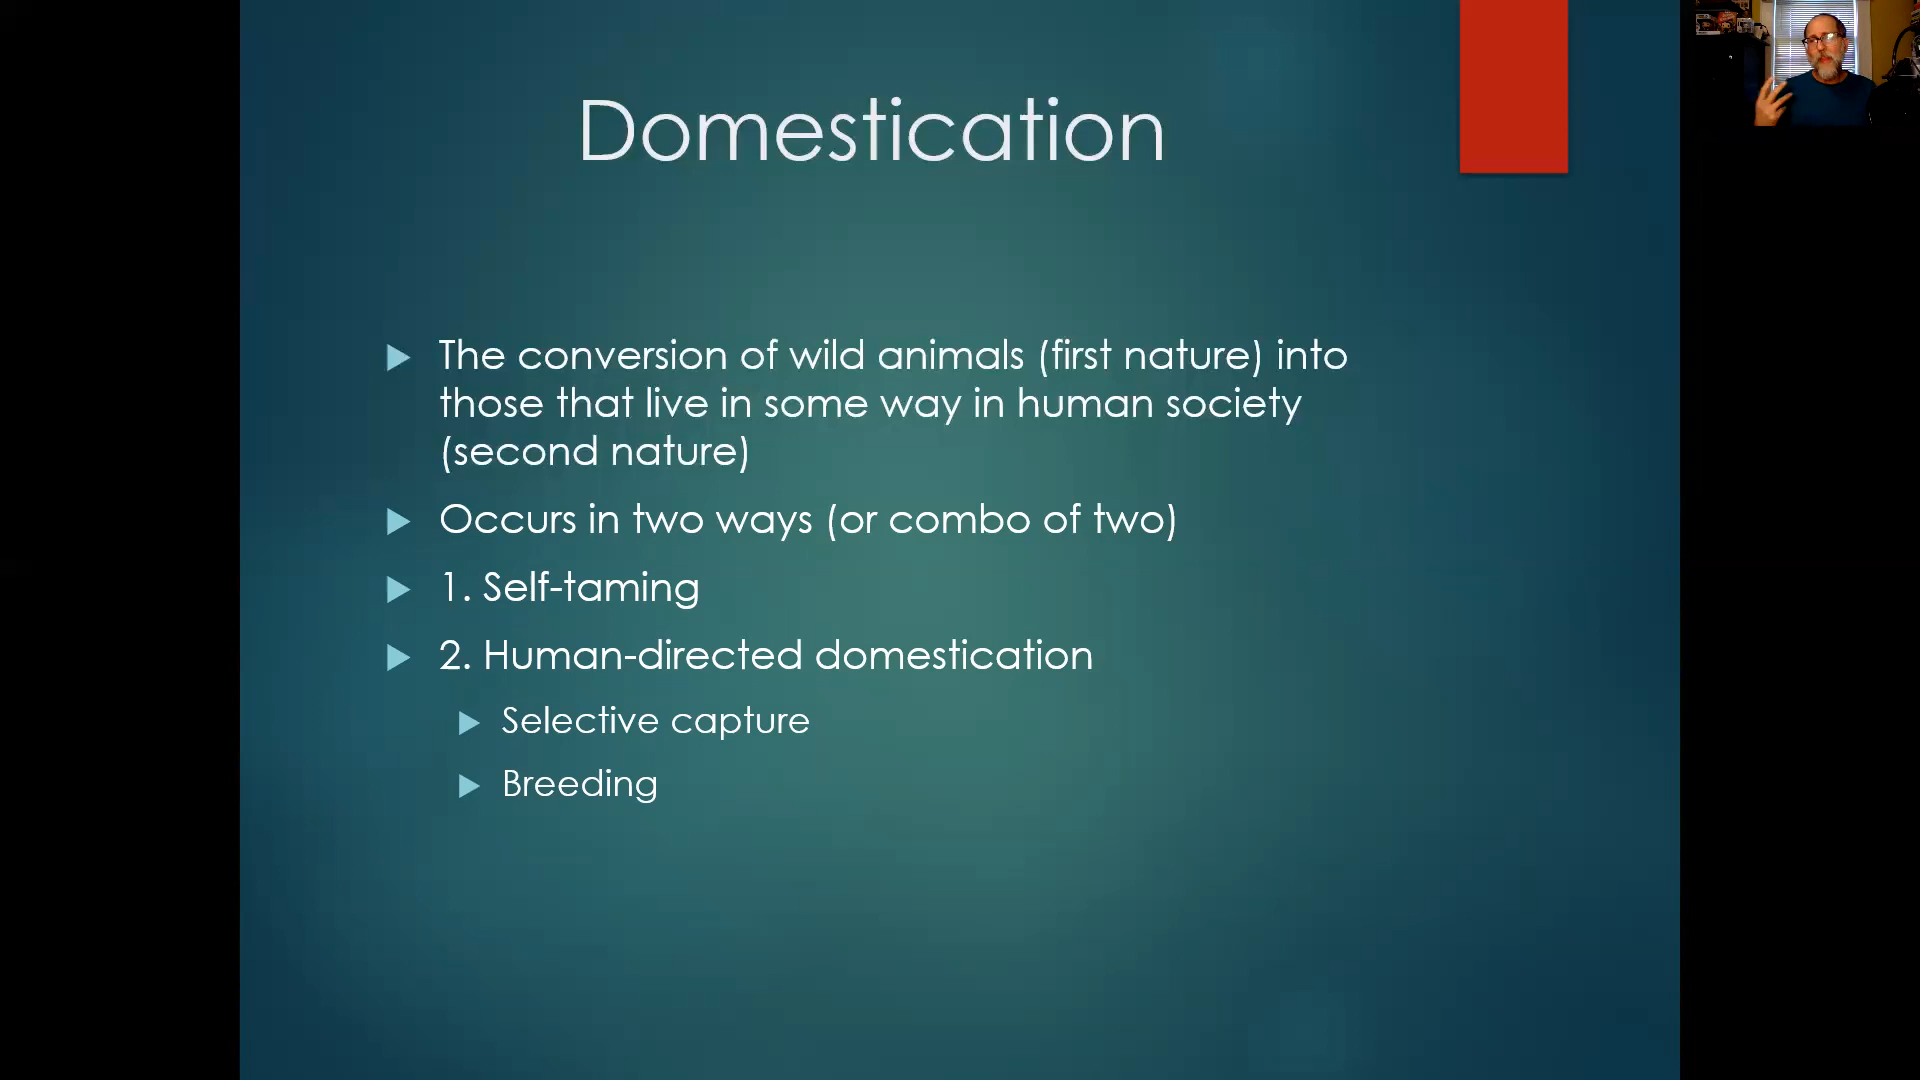 Domestication
The conversion of wild animals (first nature) into
those that live in some way in human society
(second nature)
Occurs in two ways (or combo of two)
1. Self-taming
2. Human-directed domestication
Selective capture
Breeding